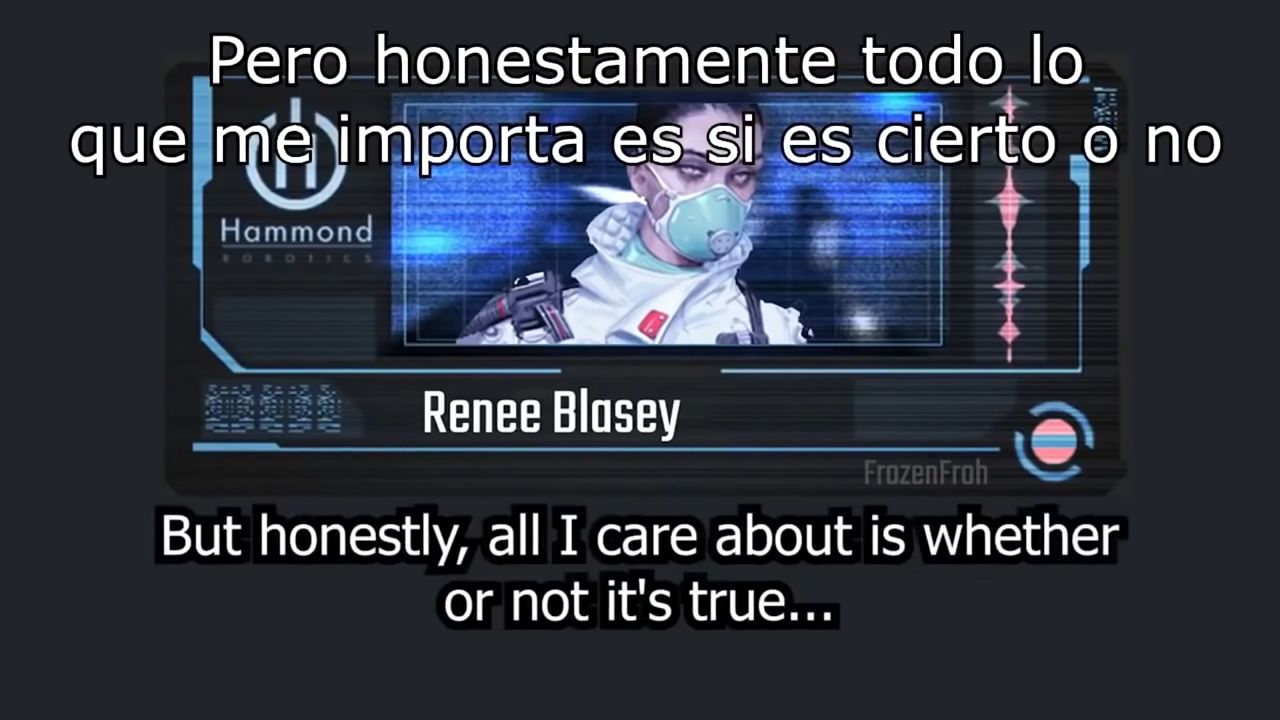 Pero honestamente todo lo
que me importa es si es cierto o no
Hammond
ROBOTICS
Renee Blasey
FrozenFroh
But honestly, all I care about is whether
or not it's true...